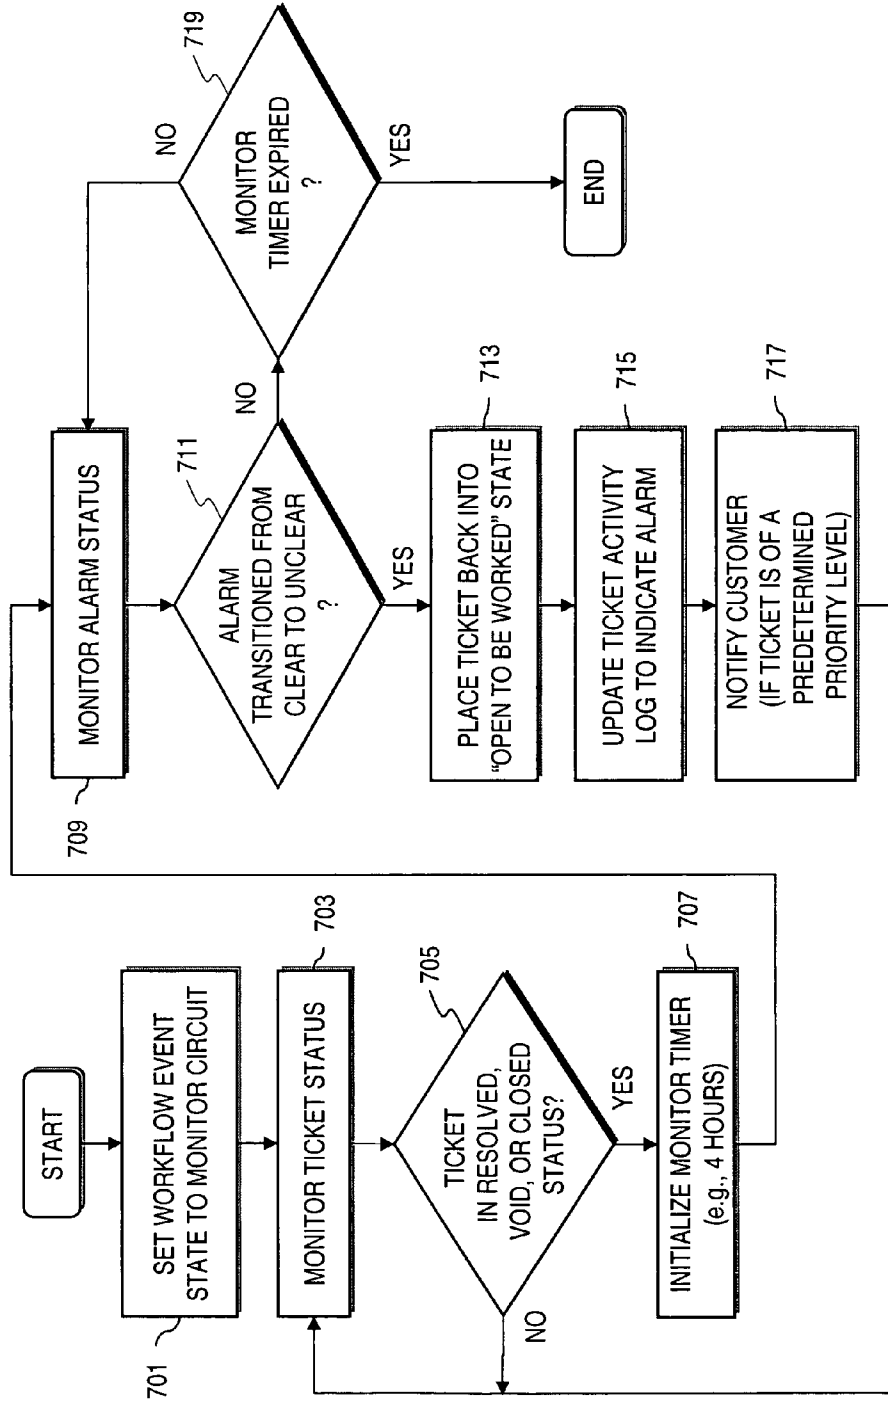 START
701
SET WORKFLOW EVENT
STATE TO MONITOR CIRCUIT
703
MONITOR TICKET STATUS
705
TICKET
IN RESOLVED,
VOID, OR CLOSED
STATUS?
NO
YES
707
INITIALIZE MONITOR TIMER
(e.g., 4 HOURS)
709
MONITOR ALARM STATUS
711
ALARM
TRANSITIONED FROM
CLEAR TO UNCLEAR
?
NO
YES
713
PLACE TICKET BACK INTO
“OPEN TO BE WORKED” STATE
715
UPDATE TICKET ACTIVITY
LOG TO INDICATE ALARM
717
NOTIFY CUSTOMER
(IF TICKET IS OF A
PREDETERMINED
PRIORITY LEVEL)
719
NO
MONITOR
TIMER EXPIRED
?
YES
END